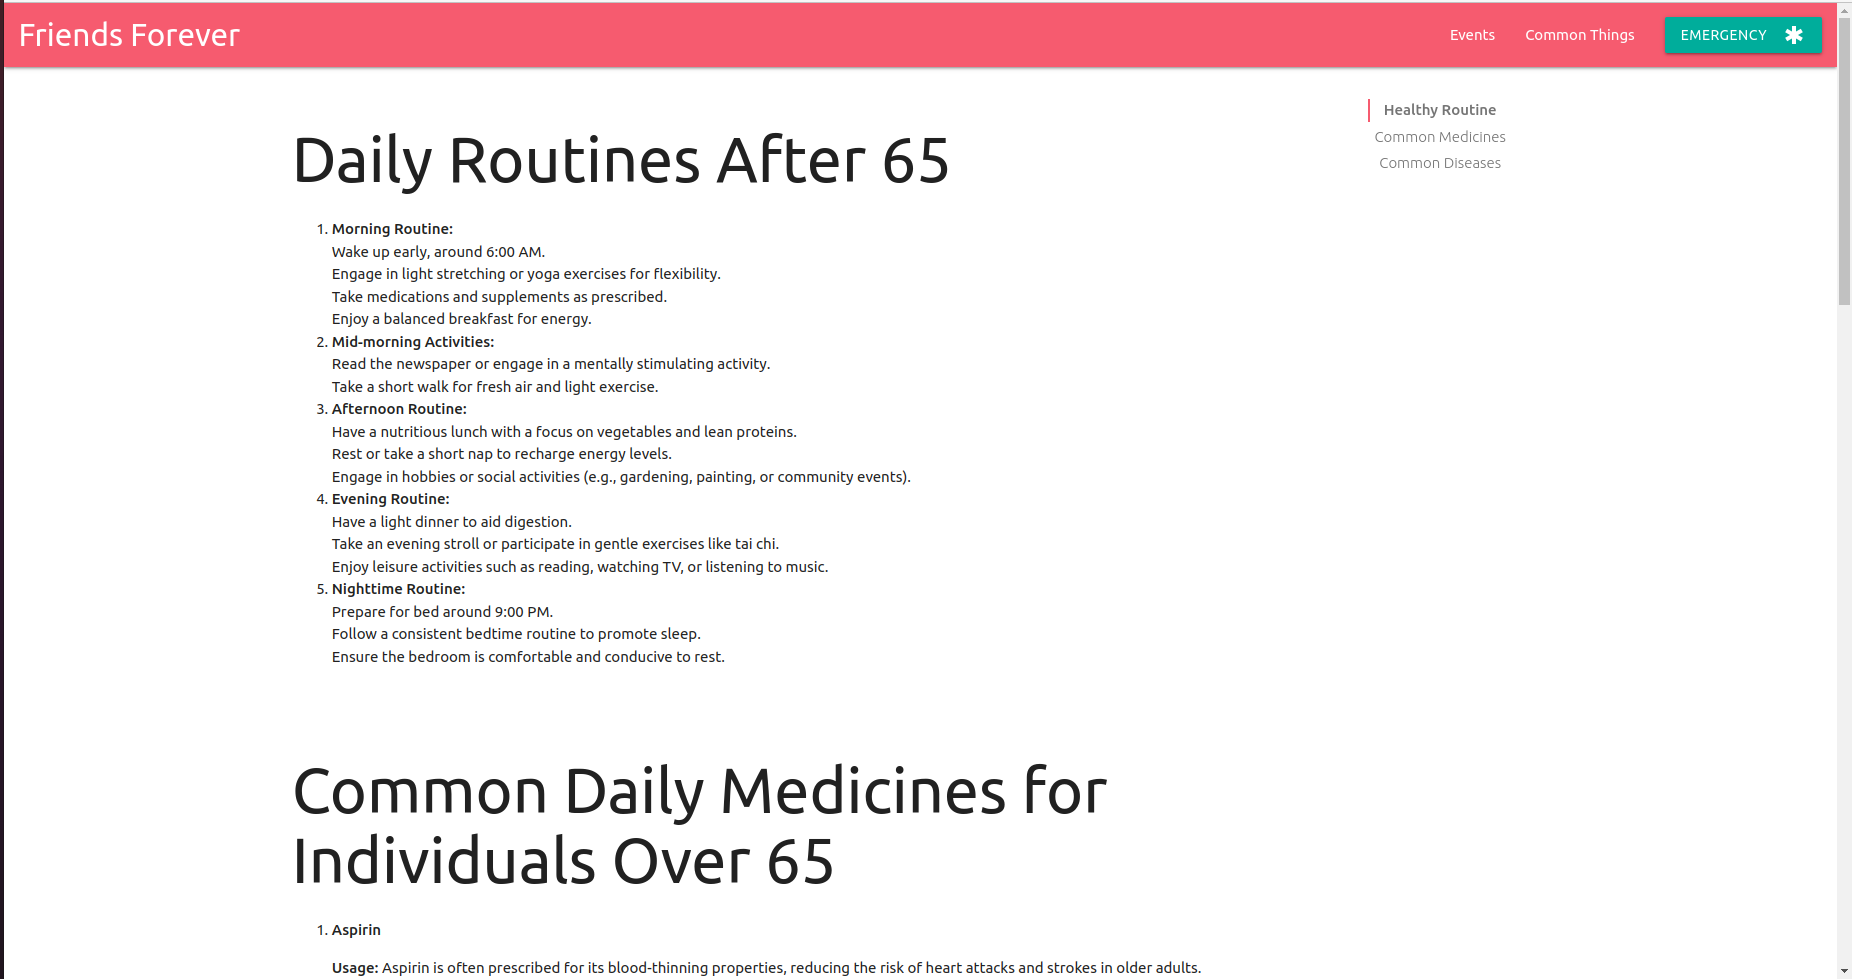 Friends Forever
Events
Common Things
EMERGENCY
Healthy Routine
Common Medicines
Common Diseases
Daily Routines After 65
1. Morning Routine:
Wake up early, around 6:00 AM.
Engage in light stretching or yoga exercises for flexibility.
Take medications and supplements as prescribed.
Enjoy a balanced breakfast for energy.
2. Mid-morning Activities:
Read the newspaper or engage in a mentally stimulating activity.
Take a short walk for fresh air and light exercise.
3. Afternoon Routine:
Have a nutritious lunch with a focus on vegetables and lean proteins.
Rest or take a short nap to recharge energy levels.
Engage in hobbies or social activities (e.g., gardening, painting, or community events).
4. Evening Routine:
Have a light dinner to aid digestion.
Take an evening stroll or participate in gentle exercises like tai chi.
Enjoy leisure activities such as reading, watching TV, or listening to music.
5. Nighttime Routine:
Prepare for bed around 9:00 PM.
Follow a consistent bedtime routine to promote sleep.
Ensure the bedroom is comfortable and conducive to rest.
Common Daily Medicines for
Individuals Over 65
1. Aspirin
Usage: Aspirin is often prescribed for its blood-thinning properties, reducing the risk of heart attacks and strokes in older adults.